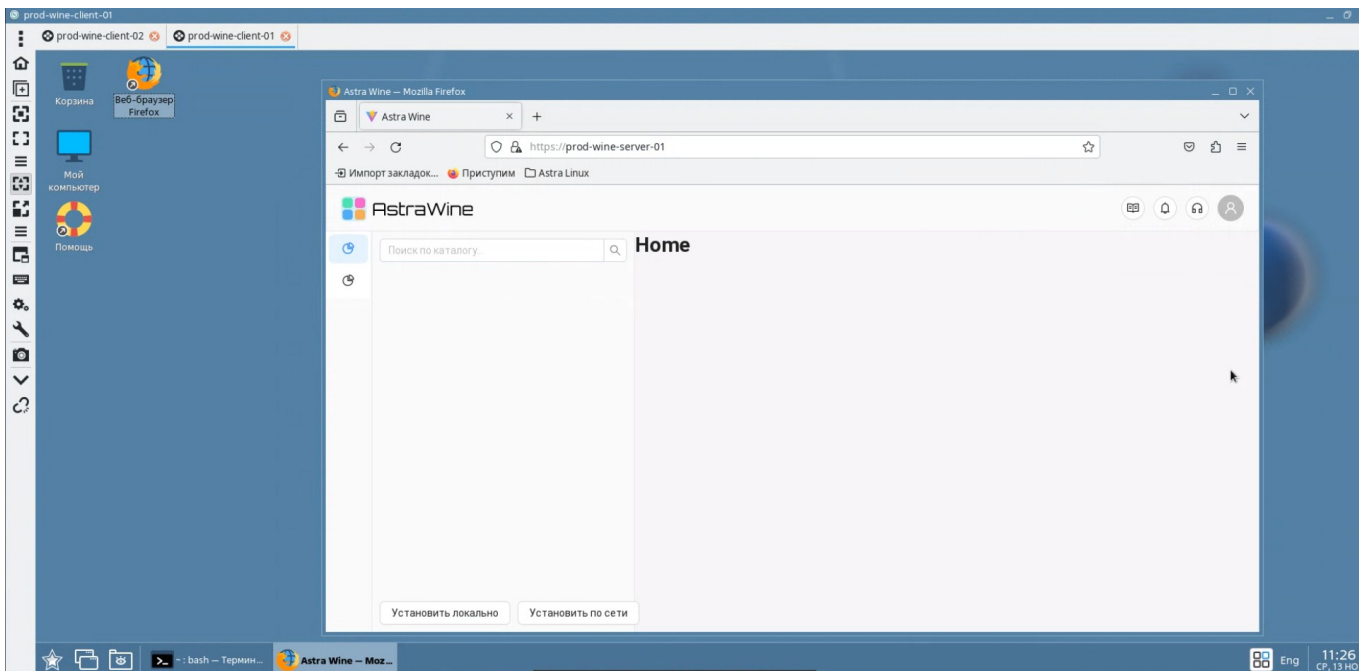 prod-wine-client-01
prod-wine-client-02
prod-wine-client-01
Корзина
Веб-браузер
Firefox
Мой
компьютер
Помощь
Astra Wine — Mozilla Firefox
Astra Wine
https://prod-wine-server-01
Импорт закладок...
Приступим
Astra Linux
AstraWine
Поиск по каталогу...
Home
Установить локально
Установить по сети
~ : bash — Термин...
Astra Wine — Moz...
Eng
11:26
СР, 13 НО